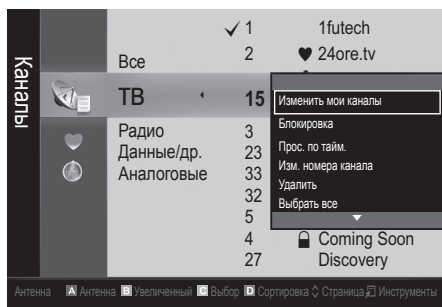 Каналы
✓ 1 1futech
Все 2 ♥ 24ore.tv
ТВ 15
Радио 3
Данные/др. 23
Аналоговые 33
32
5
4 Coming Soon
27 Discovery
Изменить мои каналы
Блокировка
Прос. по тайм.
Изм. номера канала
Удалить
Выбрать все
Антенна A Антенна B Увеличенный C Выбор D Сортировка Страница Инструменты